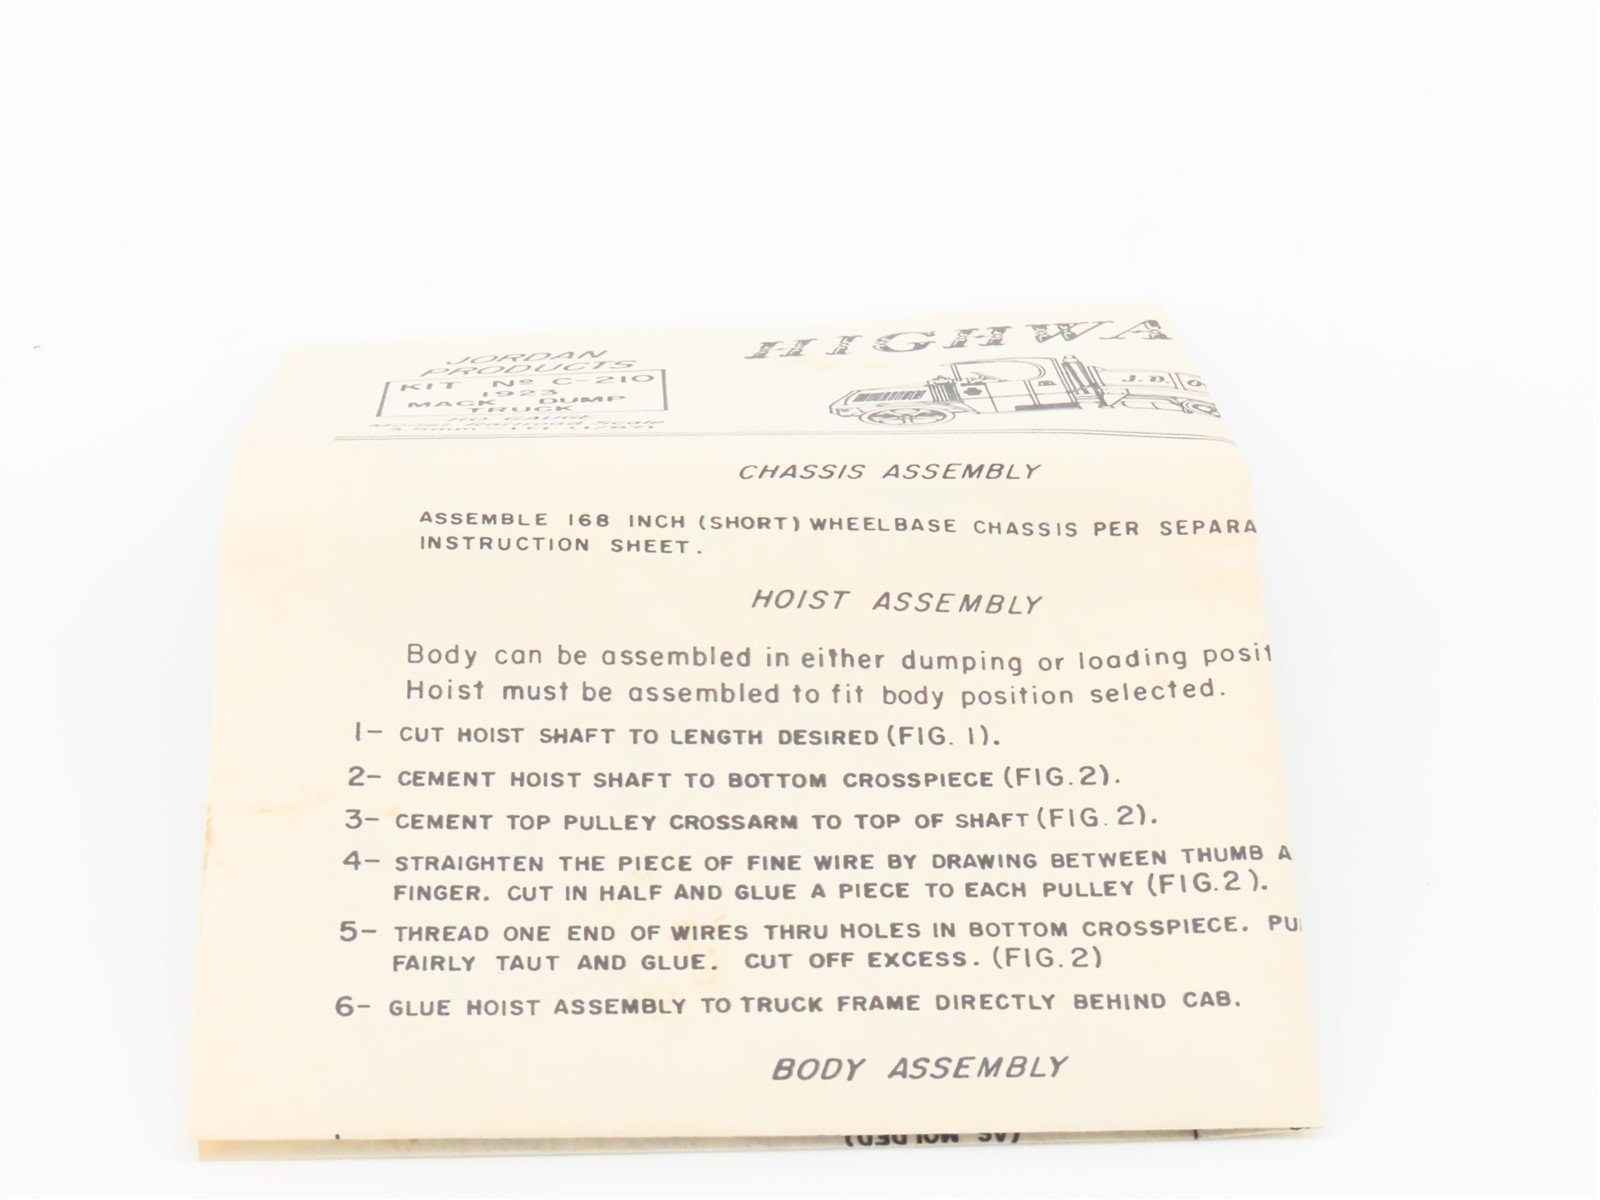 JORDAN
PRODUCTS
HIGHWA
KIT Nº C-210
1923
MACK DUMP
TRUCK
HO GAUGE
Model Railroad Scale
J.D.
CHASSIS ASSEMBLY
ASSEMBLE 168 INCH (SHORT) WHEELBASE CHASSIS PER SEPARA
INSTRUCTION SHEET.
HOIST ASSEMBLY
Body can be assembled in either dumping or loading posit
Hoist must be assembled to fit body position selected.
1- CUT HOIST SHAFT TO LENGTH DESIRED (FIG. 1).
2- CEMENT HOIST SHAFT TO BOTTOM CROSSPIECE (FIG. 2).
3- CEMENT TOP PULLEY CROSSARM TO TOP OF SHAFT (FIG. 2).
4- STRAIGHTEN THE PIECE OF FINE WIRE BY DRAWING BETWEEN THUMB A
FINGER. CUT IN HALF AND GLUE A PIECE TO EACH PULLEY (FIG. 2).
5- THREAD ONE END OF WIRES THRU HOLES IN BOTTOM CROSSPIECE. PU
FAIRLY TAUT AND GLUE. CUT OFF EXCESS. (FIG. 2)
6- GLUE HOIST ASSEMBLY TO TRUCK FRAME DIRECTLY BEHIND CAB.
BODY ASSEMBLY